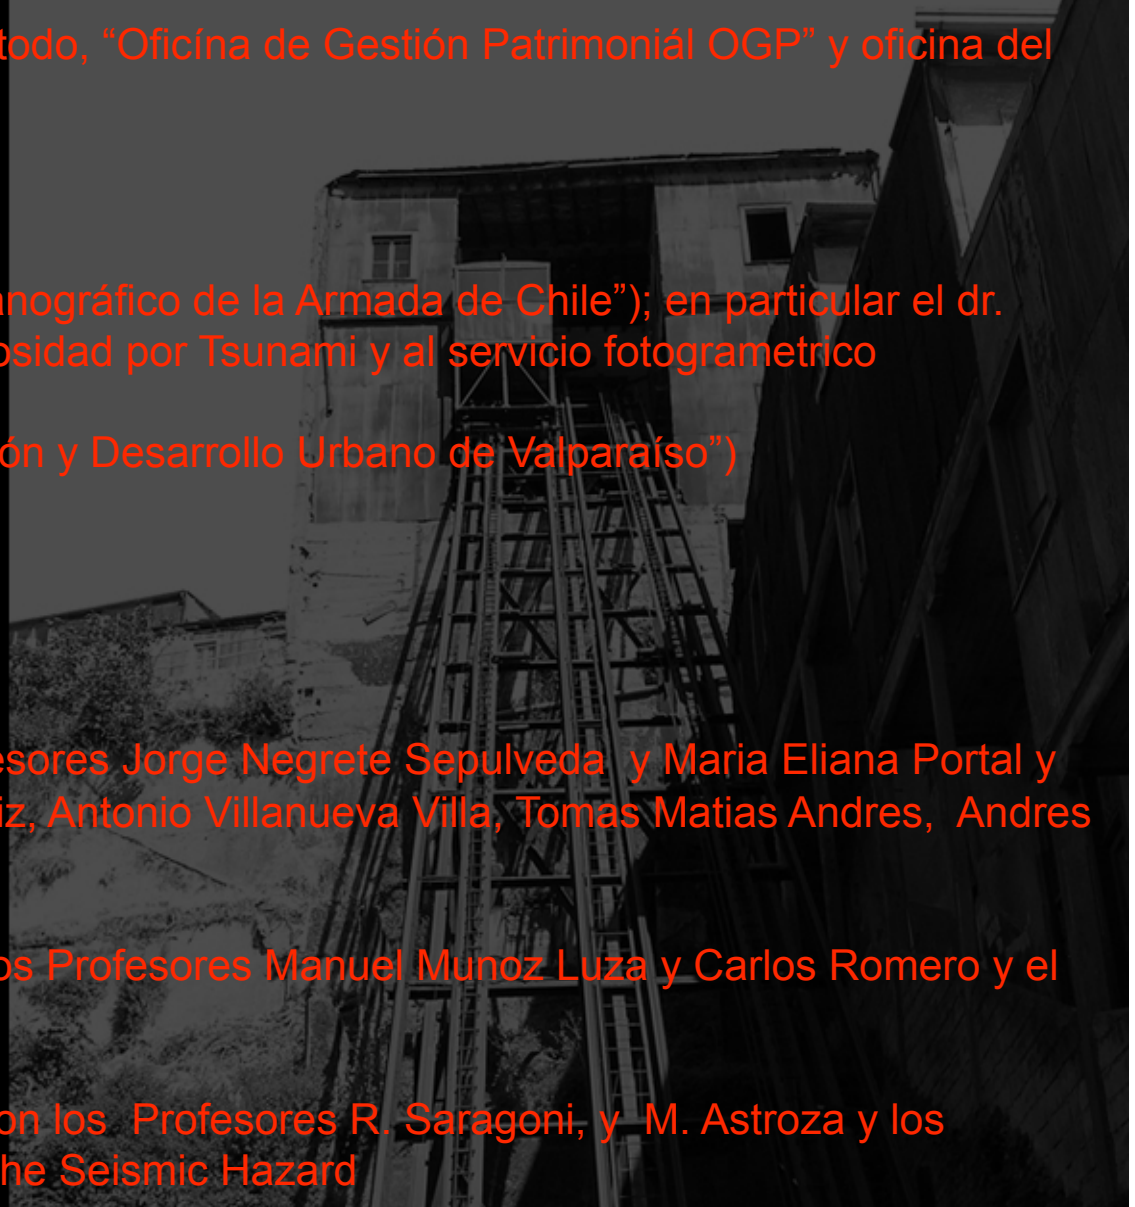 todo, “Oficína de Gestión Patrimoniál OGP” y oficina del
anográfico de la Armada de Chile”); en particular el dr.
osidad por Tsunami y al servicio fotogrametrico
ón y Desarrollo Urbano de Valparaíso”)
esores Jorge Negrete Sepulveda y Maria Eliana Portal y
iz, Antonio Villanueva Villa, Tomas Matias Andres, Andres
os Profesores Manuel Munoz Luza y Carlos Romero y el
on los Profesores R. Saragoni, y M. Astroza y los
he Seismic Hazard